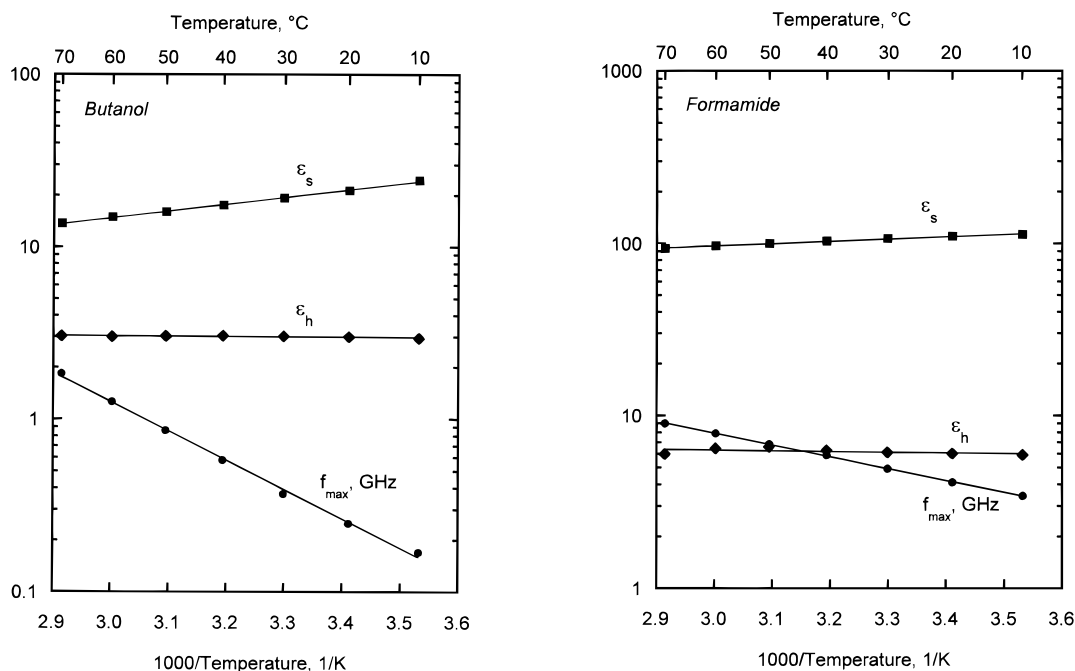 Temperature, °C
70 60 50 40 30 20 10
100
Butanol
εs
10
εh
1
fmax, GHz
0.1
2.9 3.0 3.1 3.2 3.3 3.4 3.5 3.6
1000/Temperature, 1/K
Temperature, °C
70 60 50 40 30 20 10
1000
Formamide
εs
100
10
εh
fmax, GHz
1
2.9 3.0 3.1 3.2 3.3 3.4 3.5 3.6
1000/Temperature, 1/K